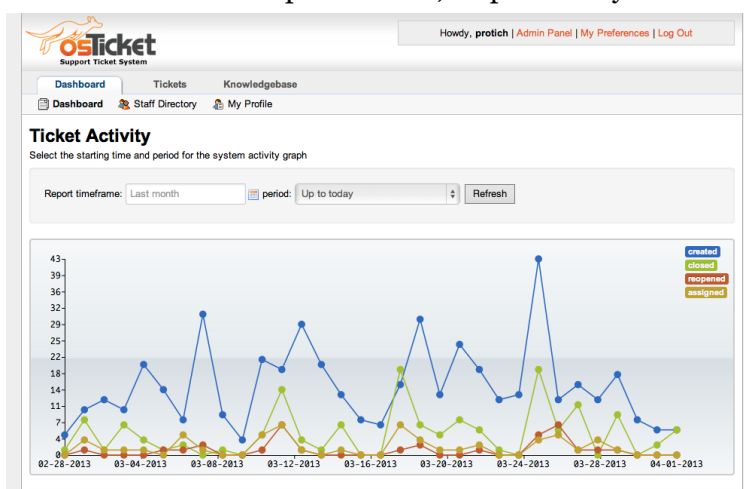 osTicket
Support Ticket System
Howdy, protich | Admin Panel | My Preferences | Log Out
Dashboard Tickets Knowledgebase
Dashboard Staff Directory My Profile
Ticket Activity
Select the starting time and period for the system activity graph
Report timeframe: Last month period: Up to today Refresh
created
closed
reopened
assigned
43
39
36
32
29
25
22
18
14
11
7
4
0
02-28-2013 03-04-2013 03-08-2013 03-12-2013 03-16-2013 03-20-2013 03-24-2013 03-28-2013 04-01-2013